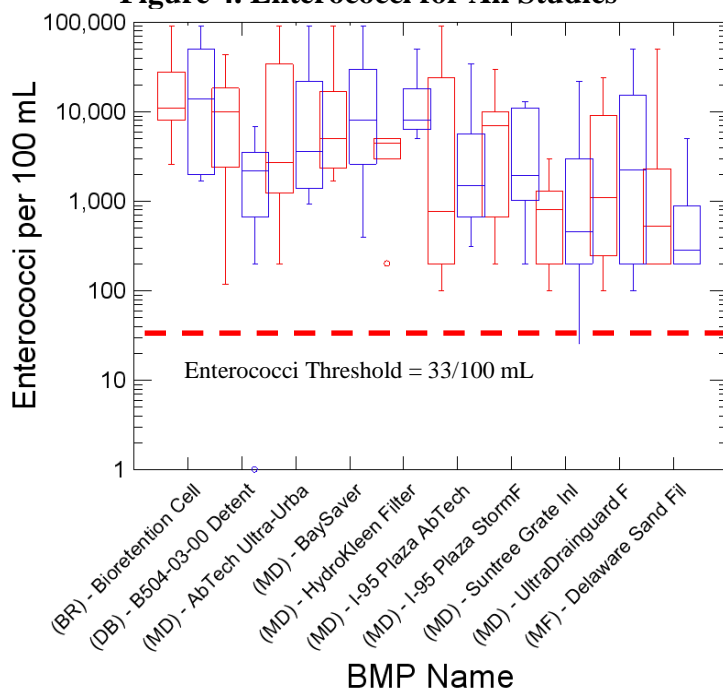 Figure 4. Enterococci for All Studies
Enterococci per 100 mL
100,000
10,000
1,000
100
10
1
Enterococci Threshold = 33/100 mL
(BR) - Bioretention Cell
(DB) - B504-03-00 Detent
(MD) - AbTech Ultra-Urba
(MD) - BaySaver
(MD) - HydroKleen Filter
(MD) - I-95 Plaza AbTech
(MD) - I-95 Plaza StormF
(MD) - Suntree Grate Inl
(MD) - UltraDrainguard F
(MF) - Delaware Sand Fil
BMP Name